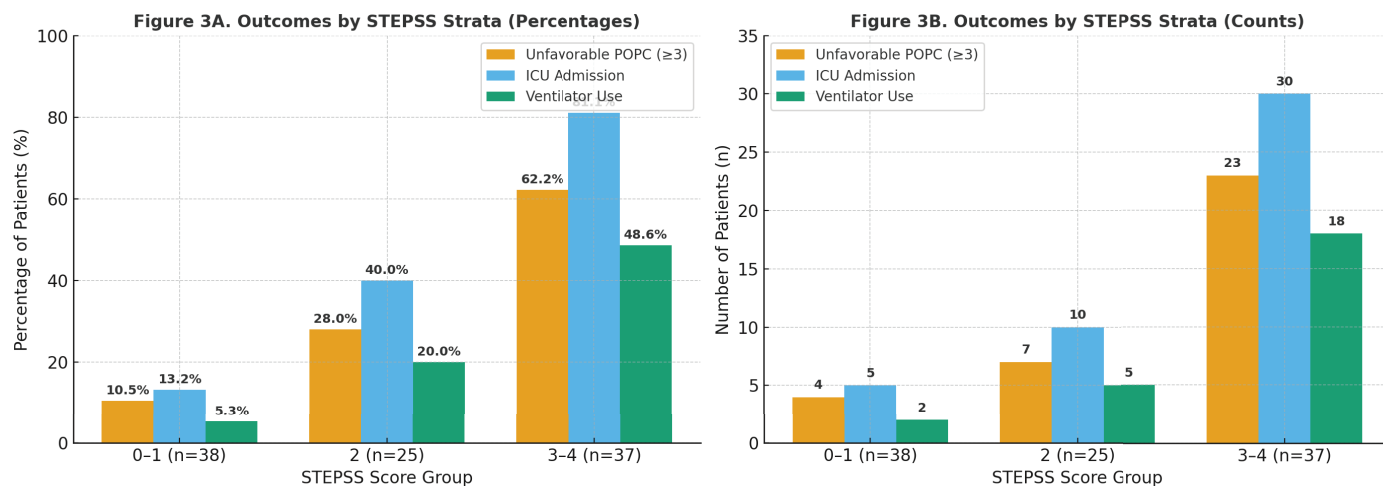 Figure 3A. Outcomes by STEPSS Strata (Percentages)
Percentage of Patients (%)
100
80
60
40
20
0
Unfavorable POPC (≥3)
ICU Admission
Ventilator Use
81.1%
62.2%
48.6%
40.0%
28.0%
20.0%
10.5%
13.2%
5.3%
0–1 (n=38)
2 (n=25)
3–4 (n=37)
STEPSS Score Group
Figure 3B. Outcomes by STEPSS Strata (Counts)
Number of Patients (n)
35
30
25
20
15
10
5
0
Unfavorable POPC (≥3)
ICU Admission
Ventilator Use
30
23
18
10
7
5
4
5
2
0–1 (n=38)
2 (n=25)
3–4 (n=37)
STEPSS Score Group